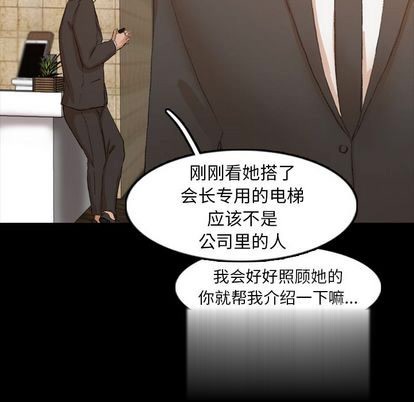 刚刚看她搭了
会长专用的电梯
应该不是
公司里的人
我会好好照顾她的
你就帮我介绍一下嘛...